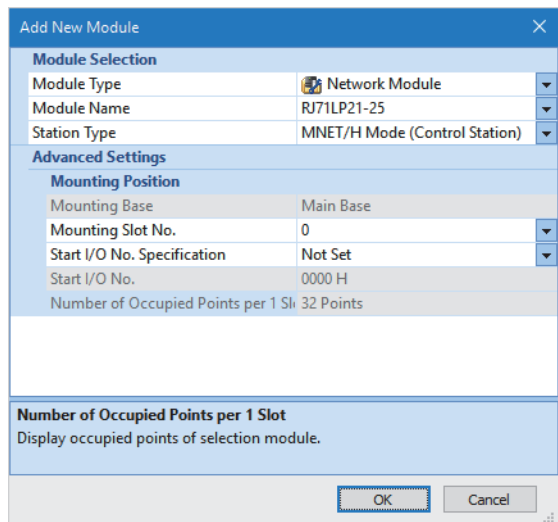 Add New Module
Module Selection
Module Type Network Module
Module Name RJ71LP21-25
Station Type MNET/H Mode (Control Station)
Advanced Settings
Mounting Position
Mounting Base Main Base
Mounting Slot No. 0
Start I/O No. Specification Not Set
Start I/O No. 0000 H
Number of Occupied Points per 1 Sl 32 Points
Number of Occupied Points per 1 Slot
Display occupied points of selection module.
OK Cancel